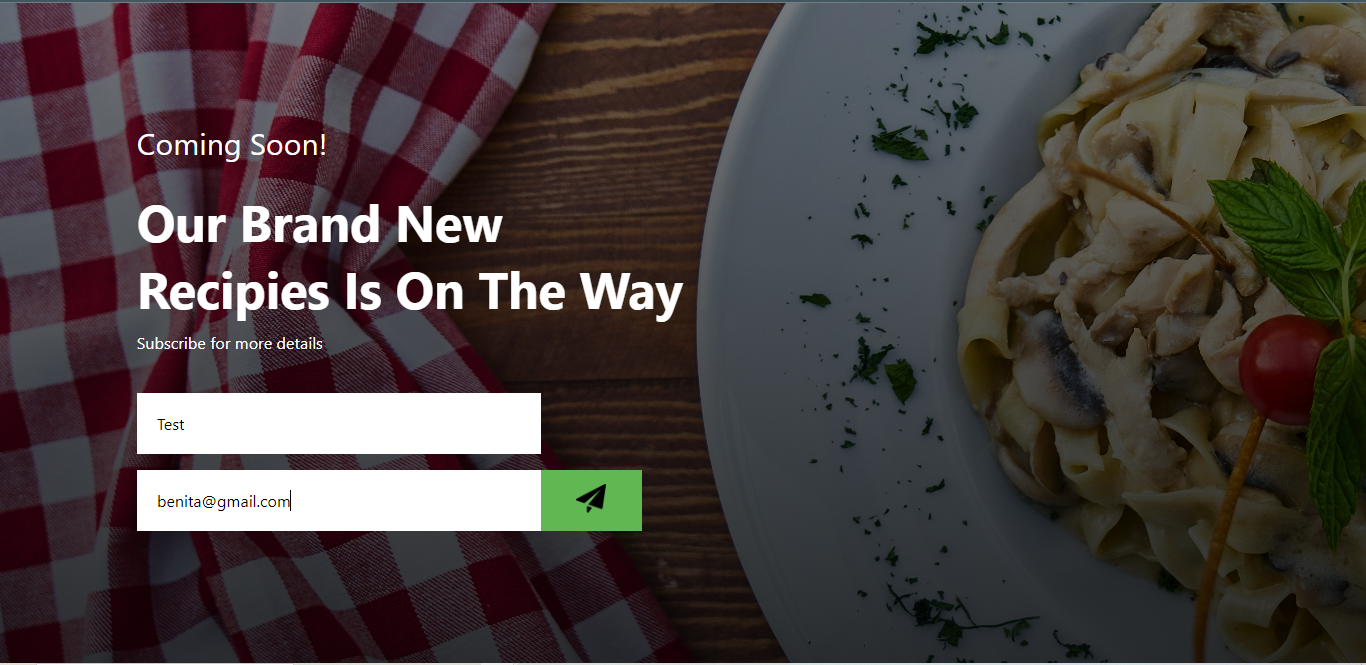 Coming Soon!
Our Brand New
Recipies Is On The Way
Subscribe for more details
Test
benita@gmail.com